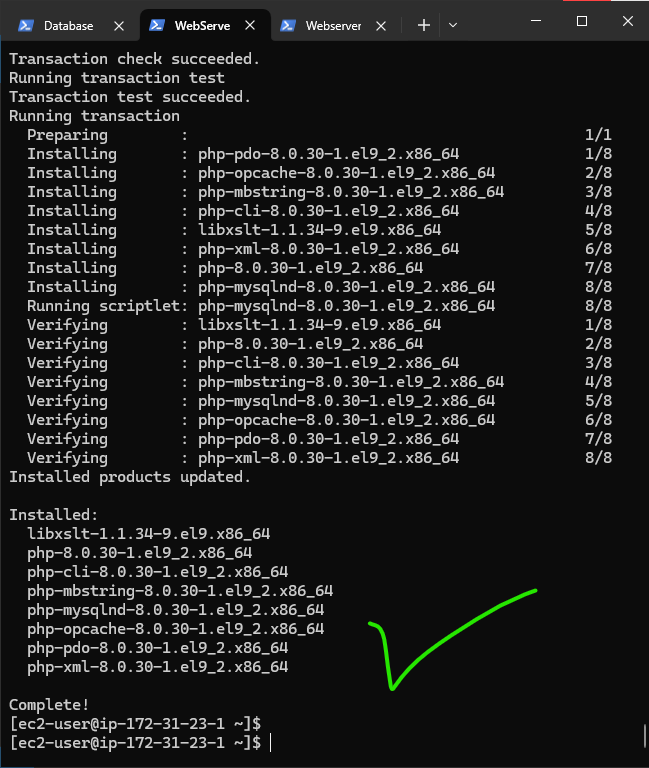 Database WebServe Webserver
Transaction check succeeded.
Running transaction test
Transaction test succeeded.
Running transaction
Preparing : 1/1
Installing : php-pdo-8.0.30-1.el9_2.x86_64 1/8
Installing : php-opcache-8.0.30-1.el9_2.x86_64 2/8
Installing : php-mbstring-8.0.30-1.el9_2.x86_64 3/8
Installing : php-cli-8.0.30-1.el9_2.x86_64 4/8
Installing : libxslt-1.1.34-9.el9.x86_64 5/8
Installing : php-xml-8.0.30-1.el9_2.x86_64 6/8
Installing : php-8.0.30-1.el9_2.x86_64 7/8
Installing : php-mysqlnd-8.0.30-1.el9_2.x86_64 8/8
Running scriptlet: php-mysqlnd-8.0.30-1.el9_2.x86_64 8/8
Verifying : libxslt-1.1.34-9.el9.x86_64 1/8
Verifying : php-8.0.30-1.el9_2.x86_64 2/8
Verifying : php-cli-8.0.30-1.el9_2.x86_64 3/8
Verifying : php-mbstring-8.0.30-1.el9_2.x86_64 4/8
Verifying : php-mysqlnd-8.0.30-1.el9_2.x86_64 5/8
Verifying : php-opcache-8.0.30-1.el9_2.x86_64 6/8
Verifying : php-pdo-8.0.30-1.el9_2.x86_64 7/8
Verifying : php-xml-8.0.30-1.el9_2.x86_64 8/8
Installed products updated.
Installed:
libxslt-1.1.34-9.el9.x86_64
php-8.0.30-1.el9_2.x86_64
php-cli-8.0.30-1.el9_2.x86_64
php-mbstring-8.0.30-1.el9_2.x86_64
php-mysqlnd-8.0.30-1.el9_2.x86_64
php-opcache-8.0.30-1.el9_2.x86_64
php-pdo-8.0.30-1.el9_2.x86_64
php-xml-8.0.30-1.el9_2.x86_64
Complete!
[ec2-user@ip-172-31-23-1 ~]$
[ec2-user@ip-172-31-23-1 ~]$